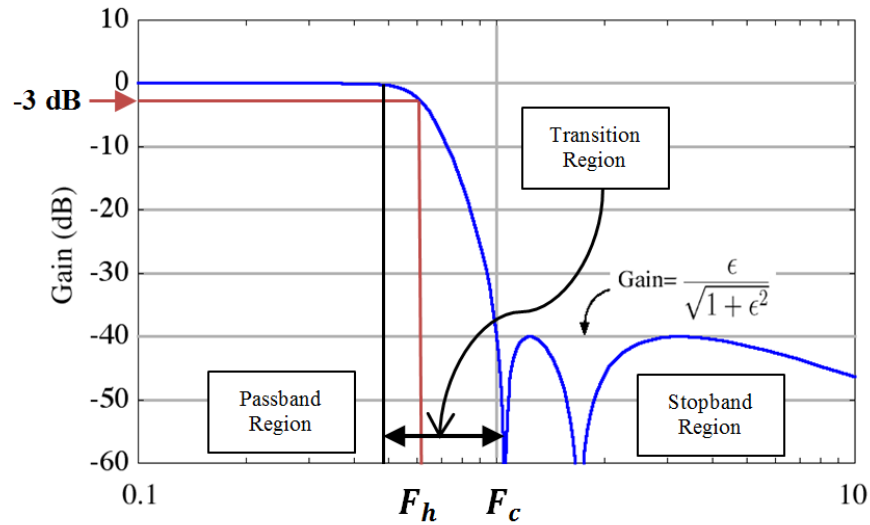 10
0
-3 dB
-10
-20
-30
-40
-50
-60
Gain (dB)
Transition
Region
Gain= ϵ / √1 + ϵ²
Passband
Region
Stopband
Region
0.1
F_h
F_c
10